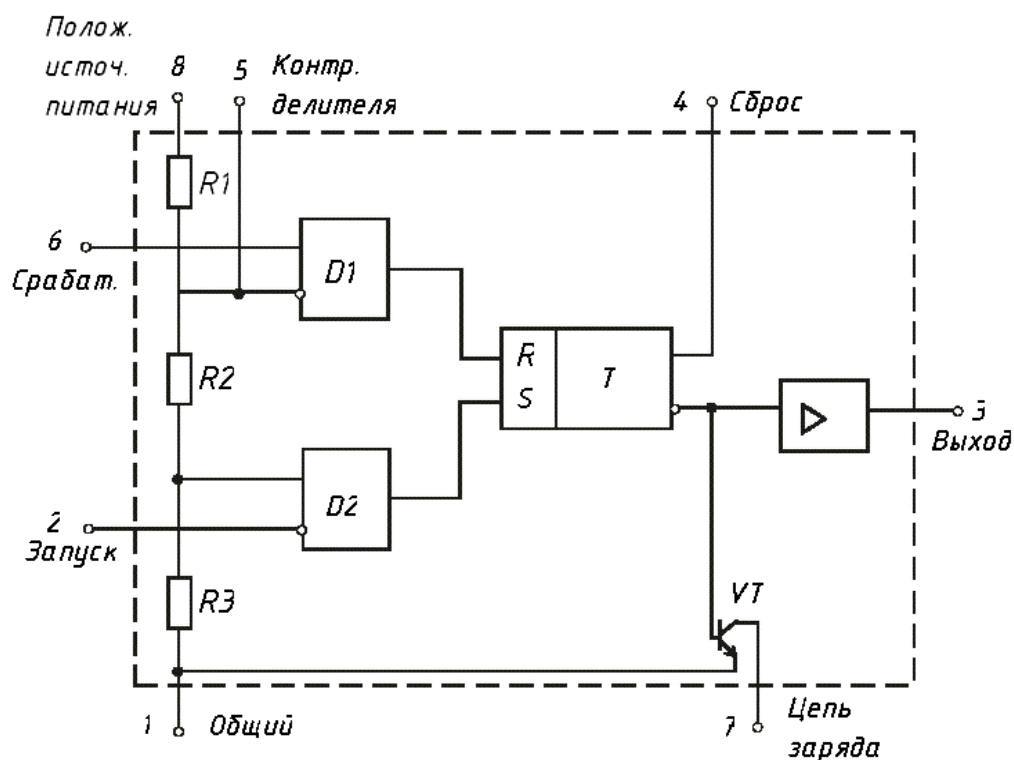 Полож.
источ.
питания
8
5
Контр.
делителя
4
Сброс
R1
6
Срабат.
D1
R2
R
S
T
3
Выход
D2
2
Запуск
R3
VT
1
Общий
7
Цепь
заряда